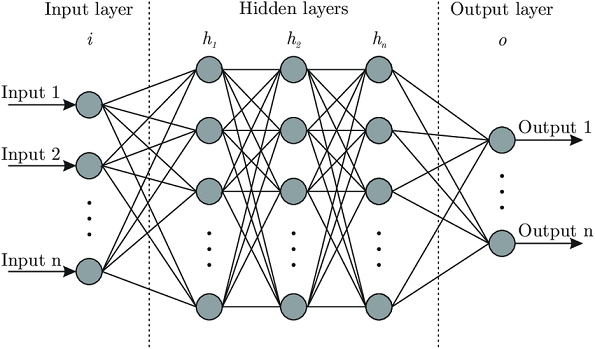 Input layer
Hidden layers
Output layer
i
h1
h2
hn
o
Input 1
Input 2
Input n
Output 1
Output n